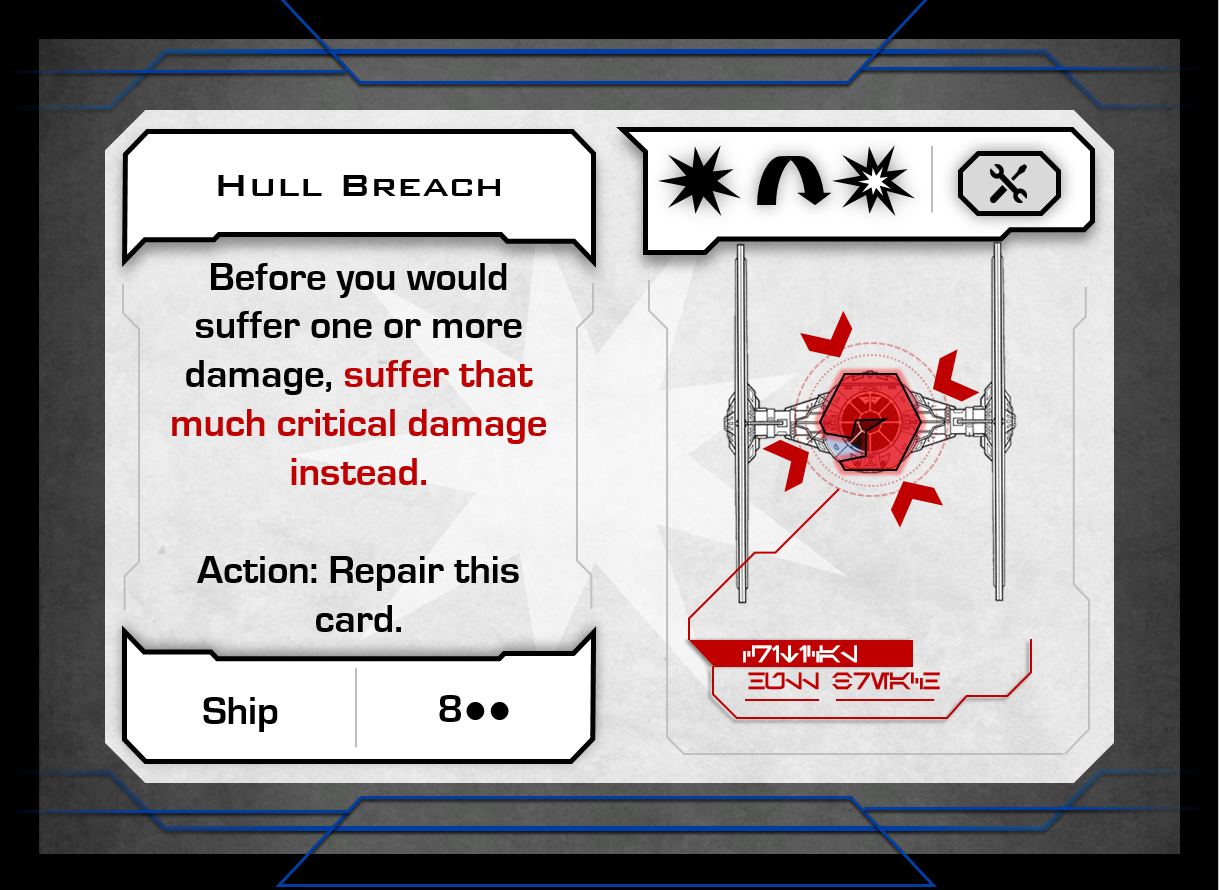 Hull Breach
Before you would
suffer one or more
damage, suffer that
much critical damage
instead.
Action: Repair this
card.
Ship
8●●